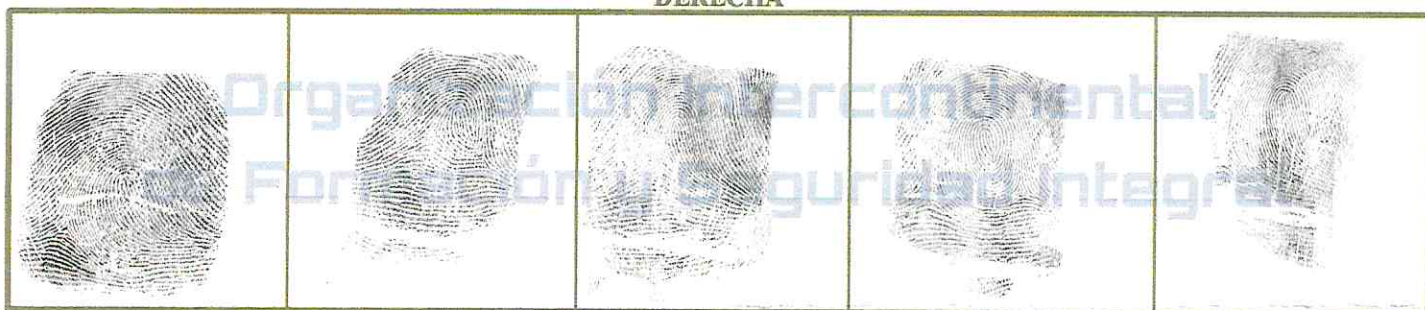 DERECHA
Organización Intercontinental
de Formación y Seguridad Integral